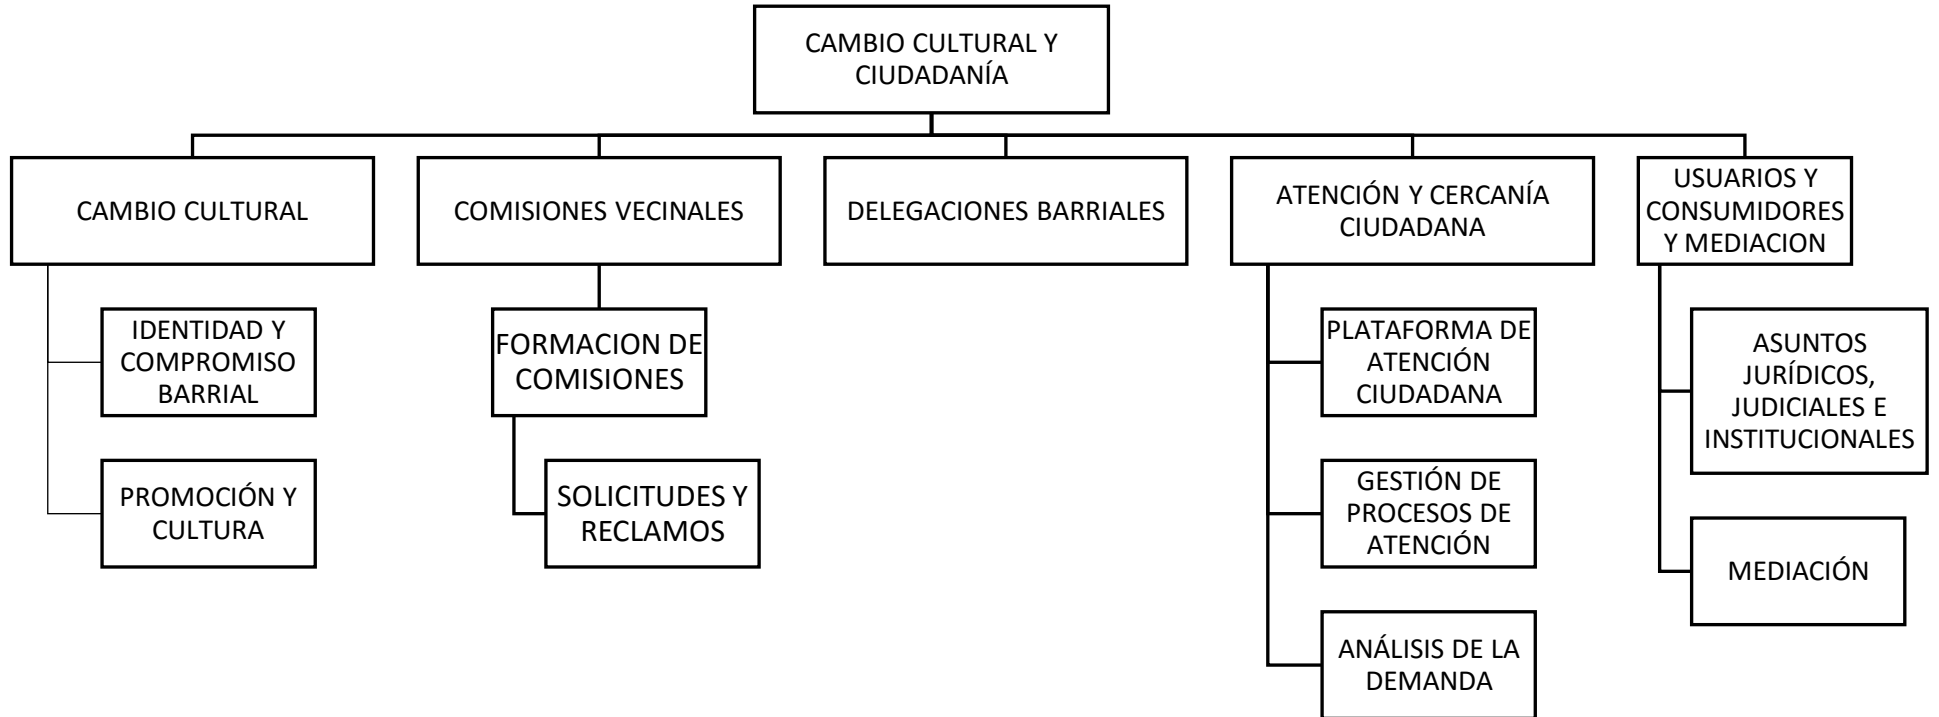 CAMBIO CULTURAL Y
CIUDADANÍA
CAMBIO CULTURAL
COMISIONES VECINALES
DELEGACIONES BARRIALES
ATENCIÓN Y CERCANÍA
CIUDADANA
USUARIOS Y
CONSUMIDORES
Y MEDIACION
IDENTIDAD Y
COMPROMISO
BARRIAL
PROMOCIÓN Y
CULTURA
FORMACION DE
COMISIONES
SOLICITUDES Y
RECLAMOS
PLATAFORMA DE
ATENCIÓN
CIUDADANA
GESTIÓN DE
PROCESOS DE
ATENCIÓN
ANÁLISIS DE LA
DEMANDA
ASUNTOS
JURÍDICOS,
JUDICIALES E
INSTITUCIONALES
MEDIACIÓN